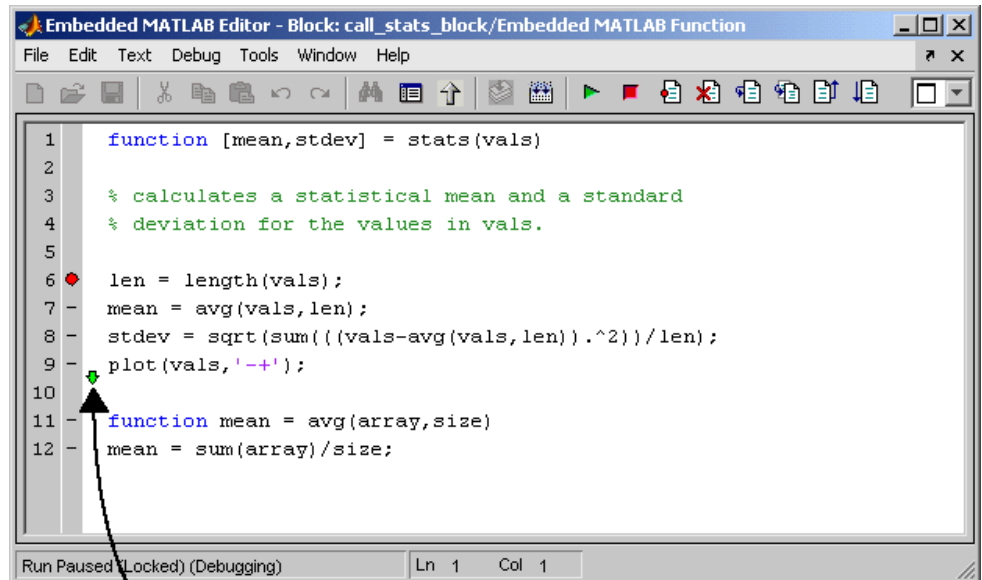 Embedded MATLAB Editor - Block: call_stats_block/Embedded MATLAB Function
File Edit Text Debug Tools Window Help
1 function [mean,stdev] = stats(vals)
2
3 % calculates a statistical mean and a standard
4 % deviation for the values in vals.
5
6 len = length(vals);
7 - mean = avg(vals,len);
8 - stdev = sqrt(sum(((vals-avg(vals,len)).^2))/len);
9 - plot(vals,'-+');
10
11 - function mean = avg(array,size)
12 - mean = sum(array)/size;
Run Paused (Locked) (Debugging) Ln 1 Col 1